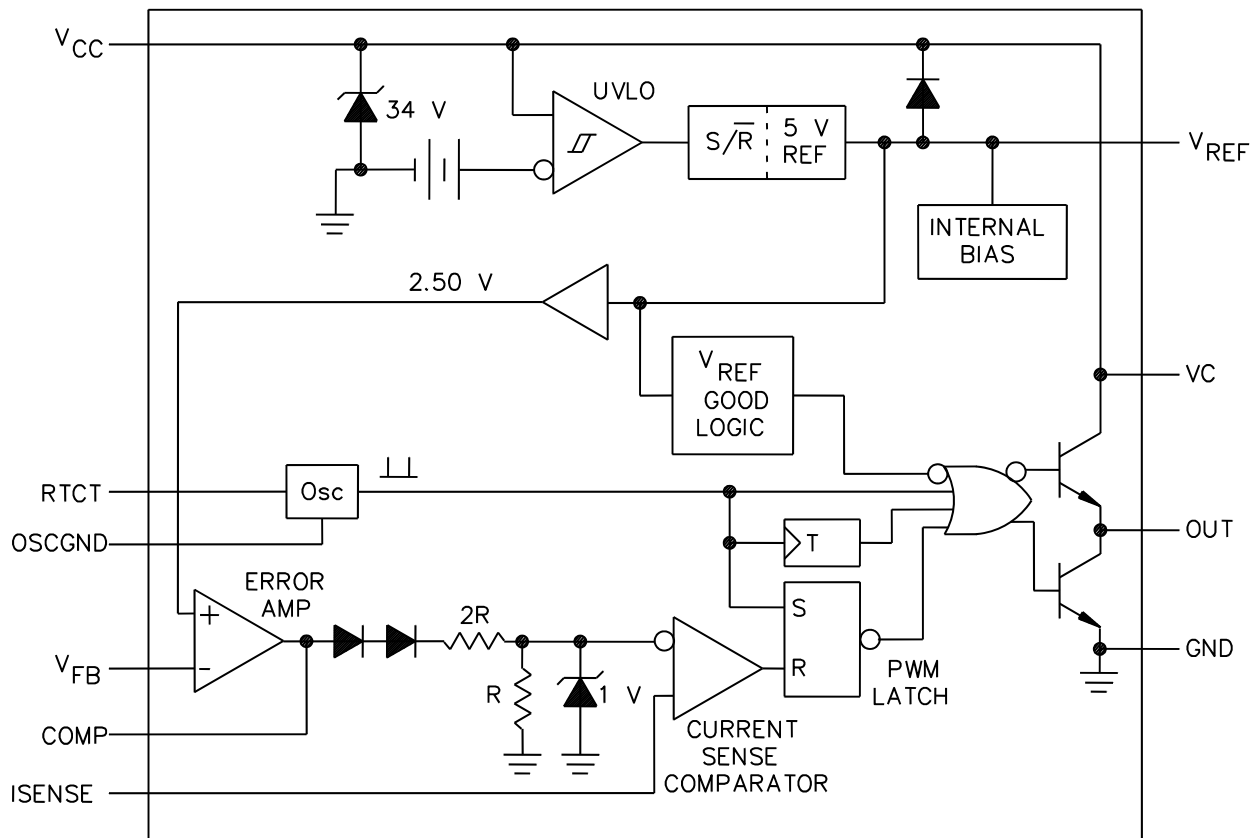 VCC
34 V
UVLO
S/R̅
5 V
REF
VREF
INTERNAL
BIAS
2.50 V
VREF
GOOD
LOGIC
VC
RTCT
Osc
OSCGND
T
OUT
ERROR
AMP
+
-
VFB
2R
R
1 V
S
R
PWM
LATCH
GND
COMP
CURRENT
SENSE
COMPARATOR
ISENSE